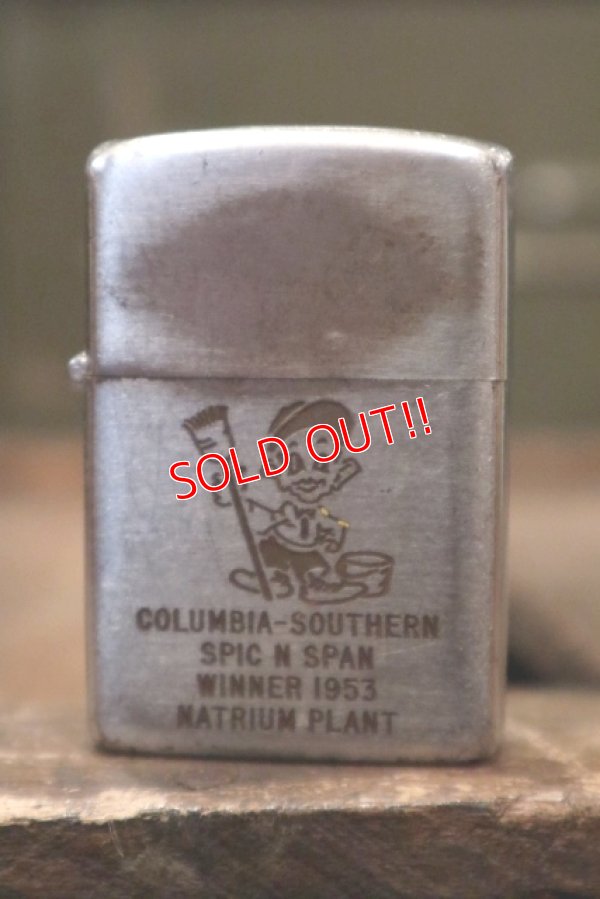 SOLD OUT!!
COLUMBIA-SOUTHERN
SPIC N SPAN
WINNER 1953
NATRIUM PLANT